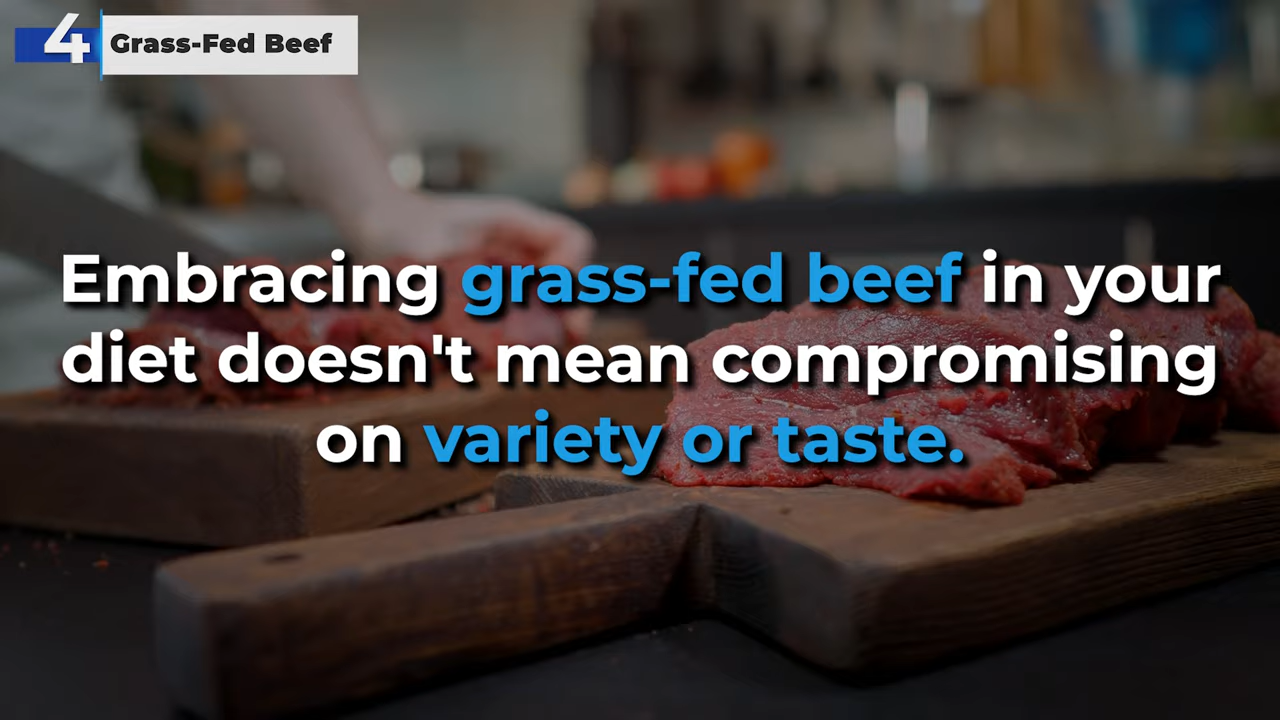 4
Grass-Fed Beef
Embracing grass-fed beef in your
diet doesn't mean compromising
on variety or taste.